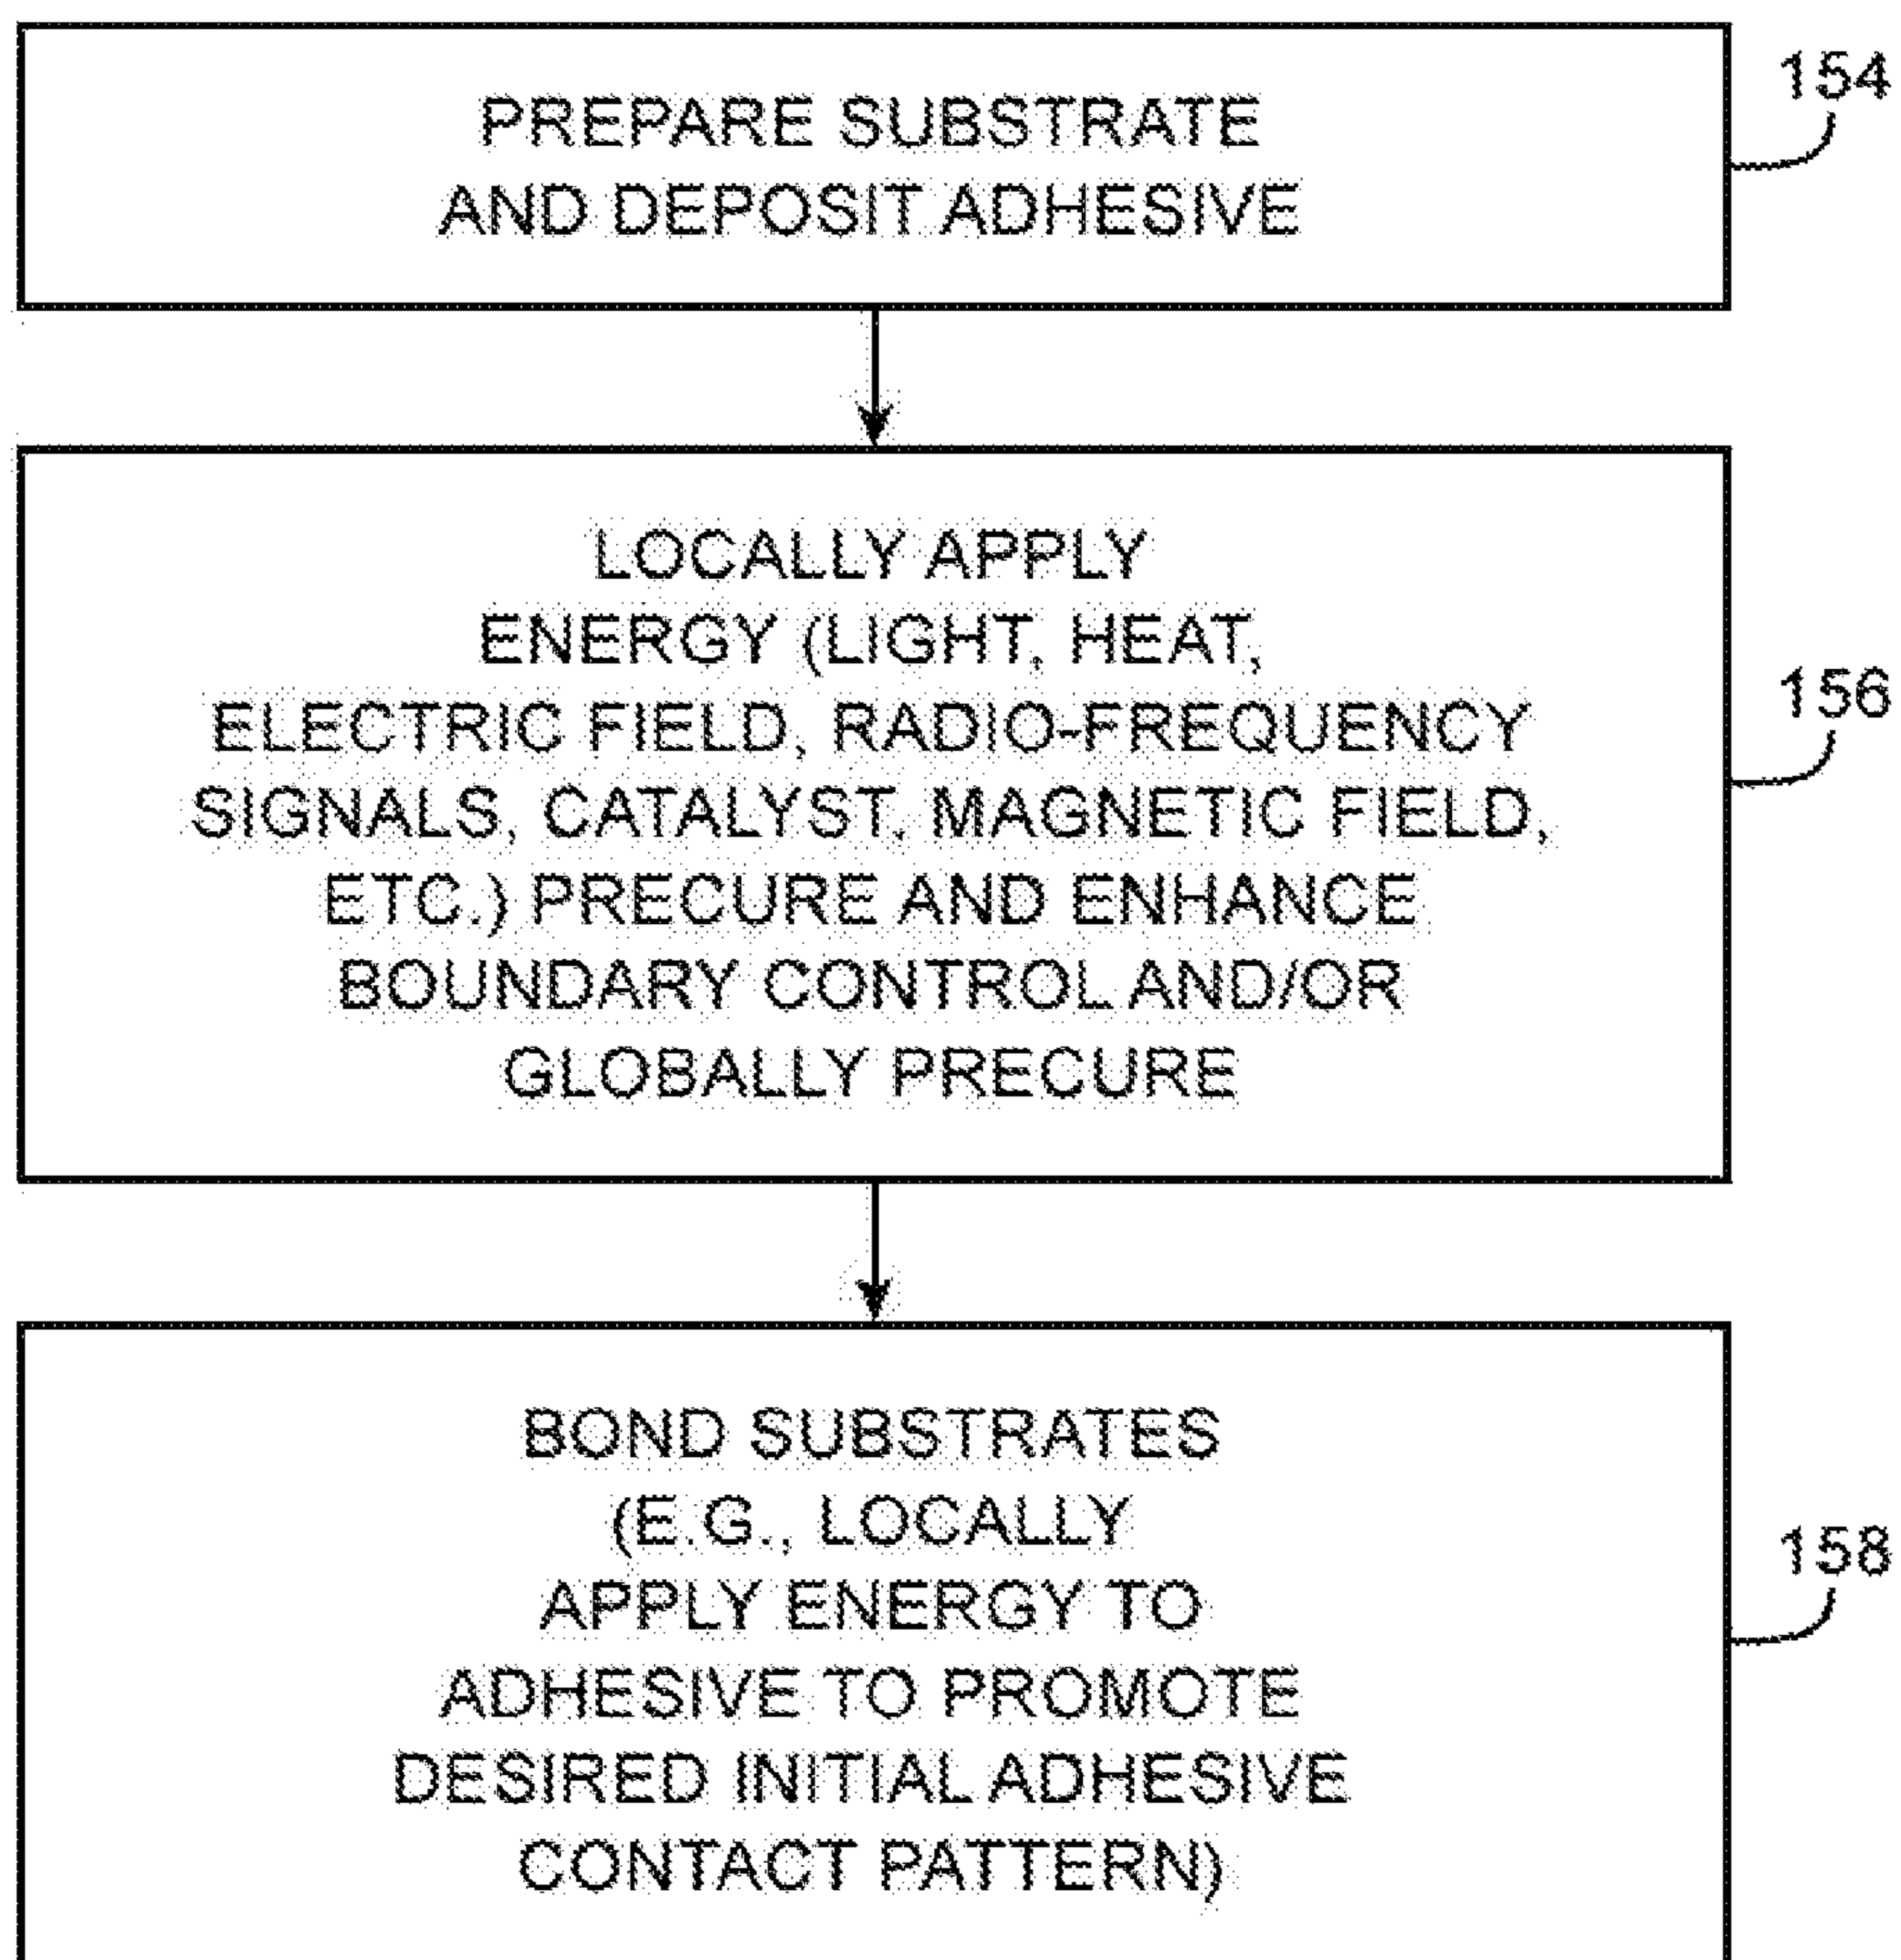 PREPARE SUBSTRATE
AND DEPOSIT ADHESIVE
154
LOCALLY APPLY
ENERGY (LIGHT, HEAT,
ELECTRIC FIELD, RADIO-FREQUENCY
SIGNALS, CATALYST, MAGNETIC FIELD,
ETC.) PRECURE AND ENHANCE
BOUNDARY CONTROL AND/OR
GLOBALLY PRECURE
156
BOND SUBSTRATES
(E.G., LOCALLY
APPLY ENERGY TO
ADHESIVE TO PROMOTE
DESIRED INITIAL ADHESIVE
CONTACT PATTERN)
158